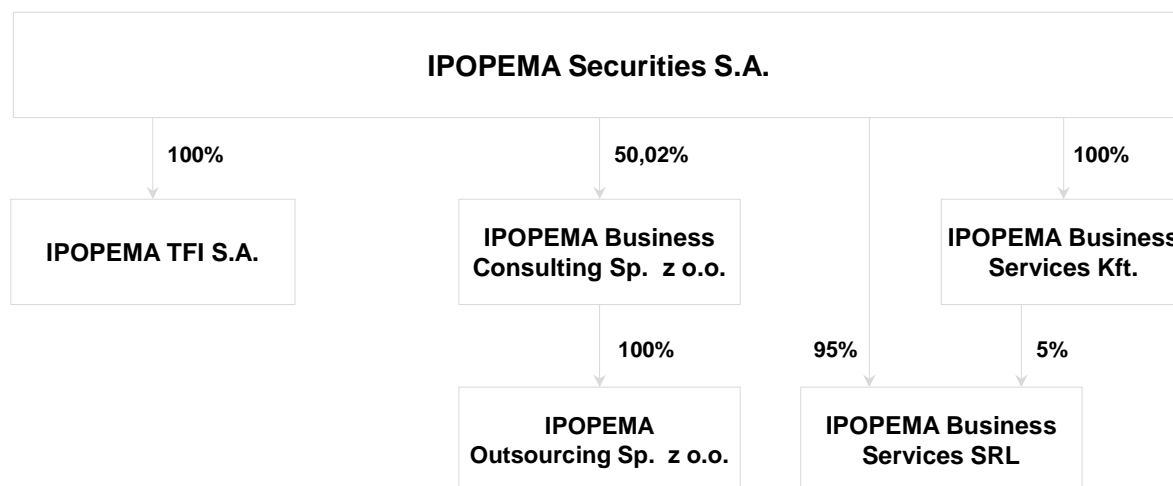 IPOPEMA Securities S.A.
100%
50,02%
100%
IPOPEMA TFI S.A.
IPOPEMA Business
Consulting Sp. z o.o.
IPOPEMA Business
Services Kft.
100%
95%
5%
IPOPEMA
Outsourcing Sp. z o.o.
IPOPEMA Business
Services SRL